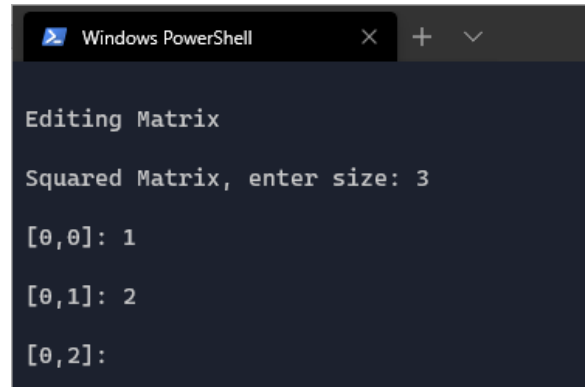 Windows PowerShell
Editing Matrix
Squared Matrix, enter size: 3
[0,0]: 1
[0,1]: 2
[0,2]: